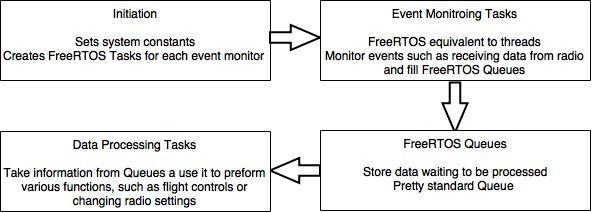 Initiation
Sets system constants
Creates FreeRTOS Tasks for each event monitor
Event Monitroing Tasks
FreeRTOS equivalent to threads
Monitor events such as receiving data from radio
and fill FreeRTOS Queues
FreeRTOS Queues
Store data waiting to be processed
Pretty standard Queue
Data Processing Tasks
Take information from Queues a use it to preform
various functions, such as flight controls or
changing radio settings